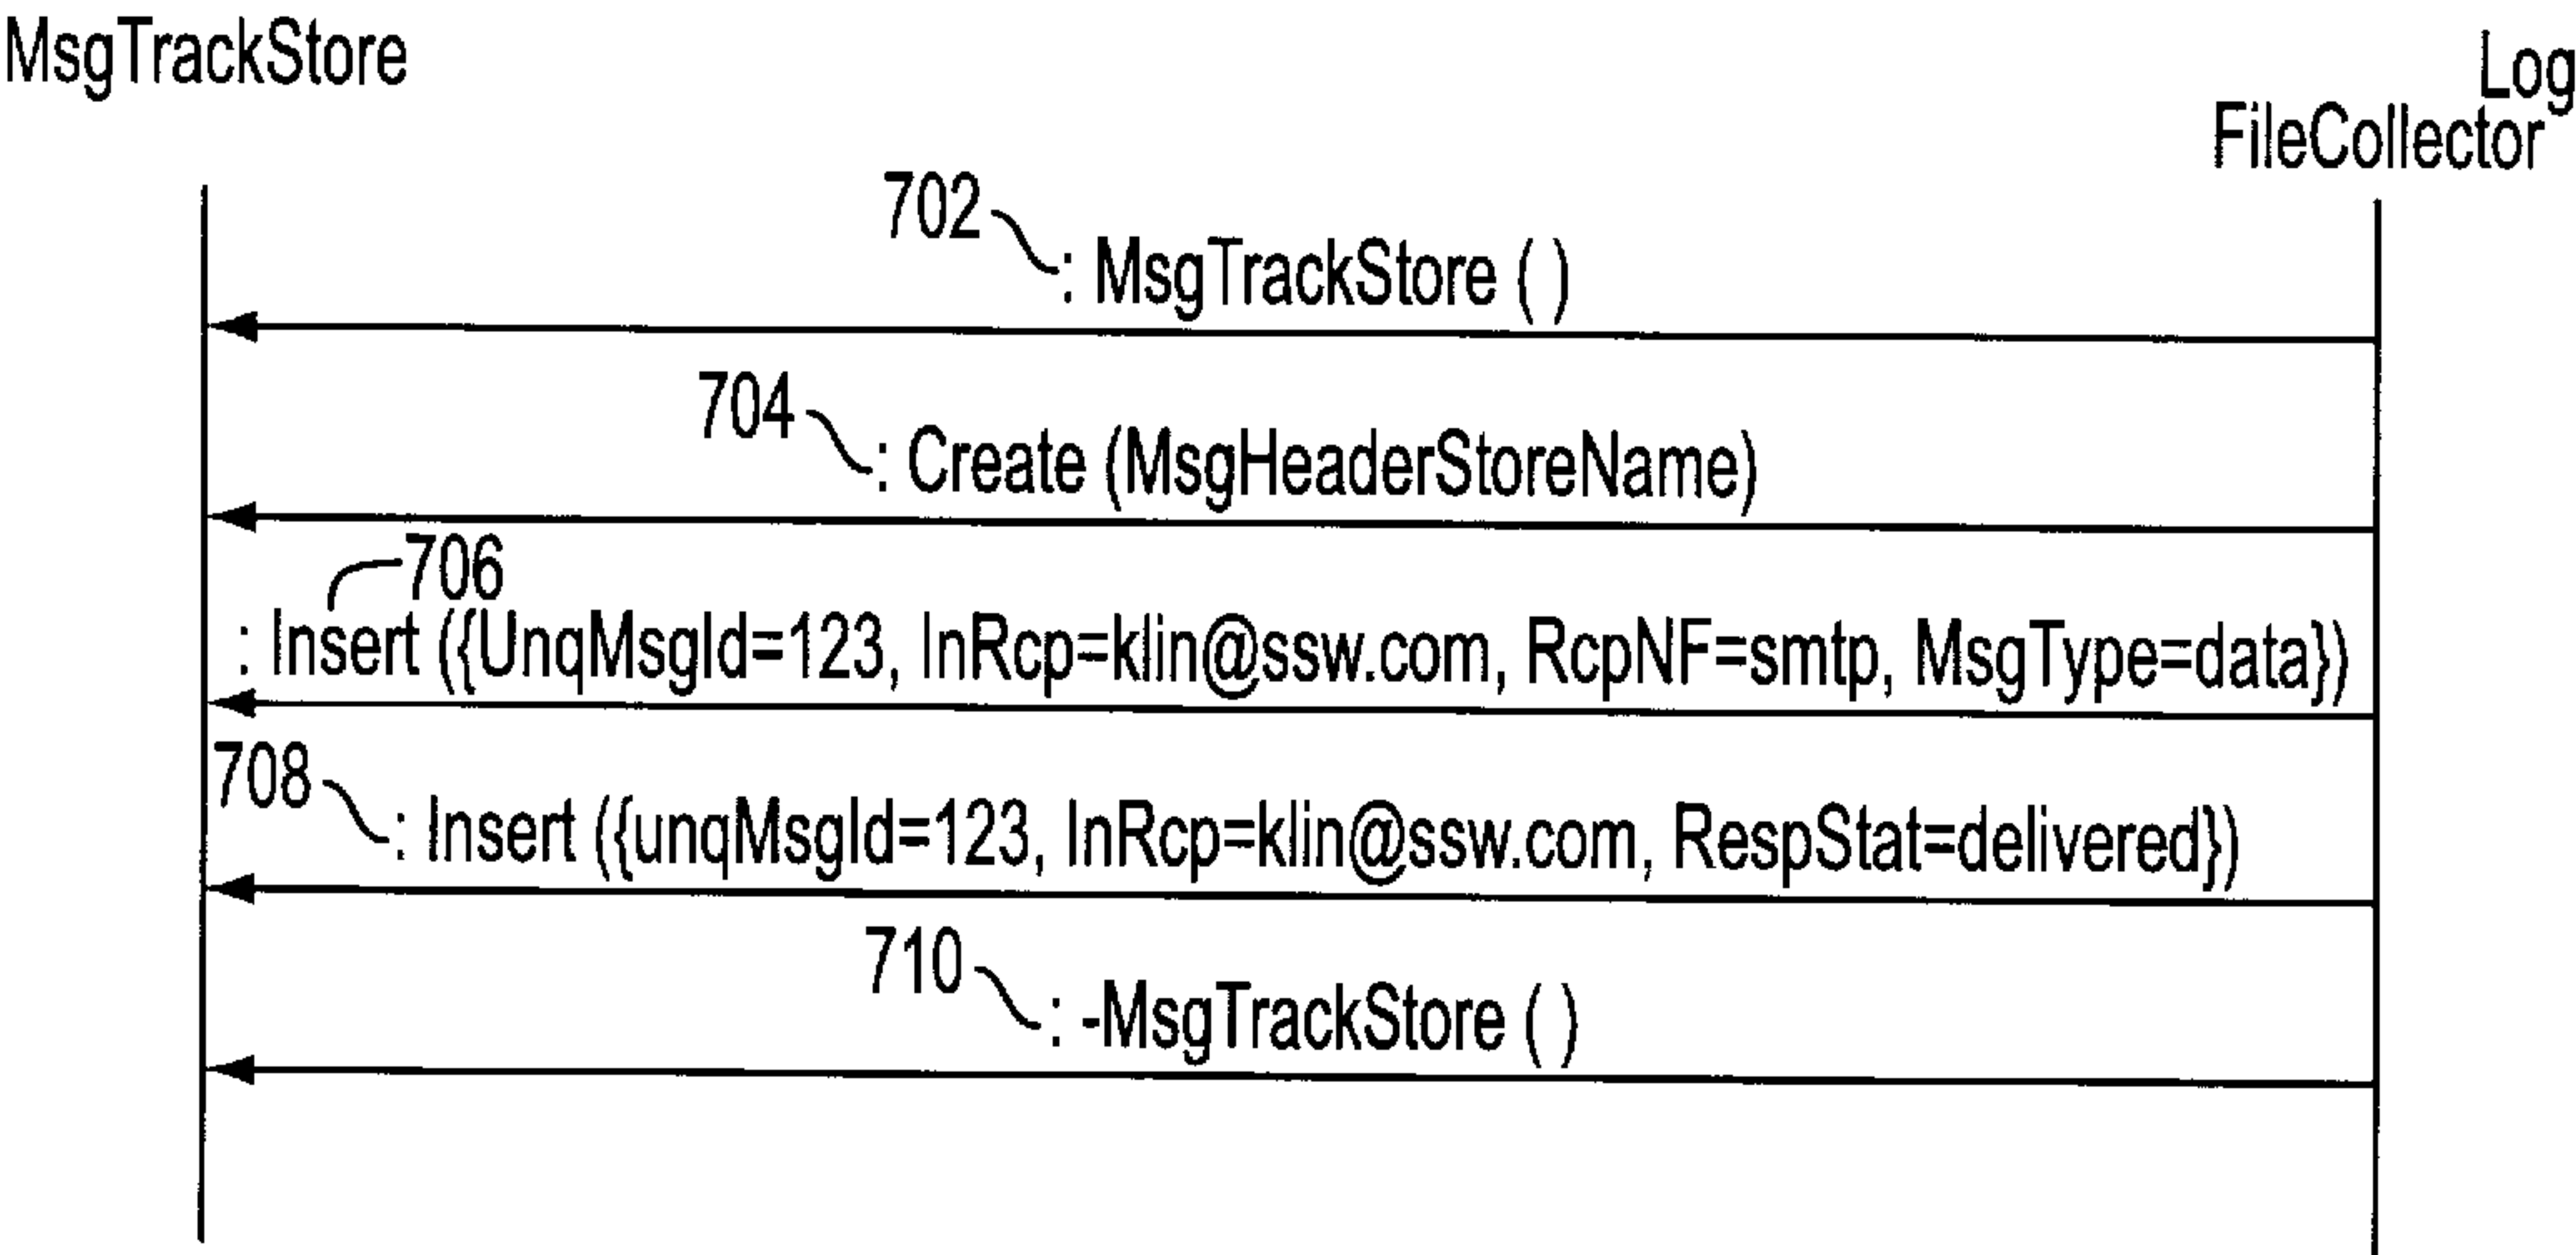 MsgTrackStore
Log
FileCollector
702
: MsgTrackStore ( )
704
: Create (MsgHeaderStoreName)
706
: Insert ({UnqMsgId=123, InRcp=klin@ssw.com, RcpNF=smtp, MsgType=data})
708
: Insert ({unqMsgId=123, InRcp=klin@ssw.com, RespStat=delivered})
710
: -MsgTrackStore ( )